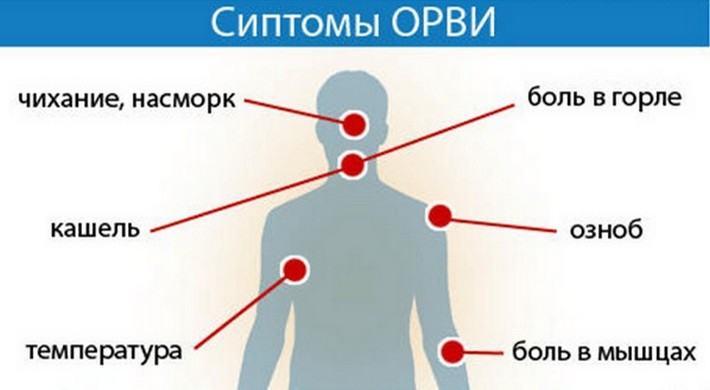 Сиптомы ОРВИ
чихание, насморк
боль в горле
кашель
озноб
температура
боль в мышцах